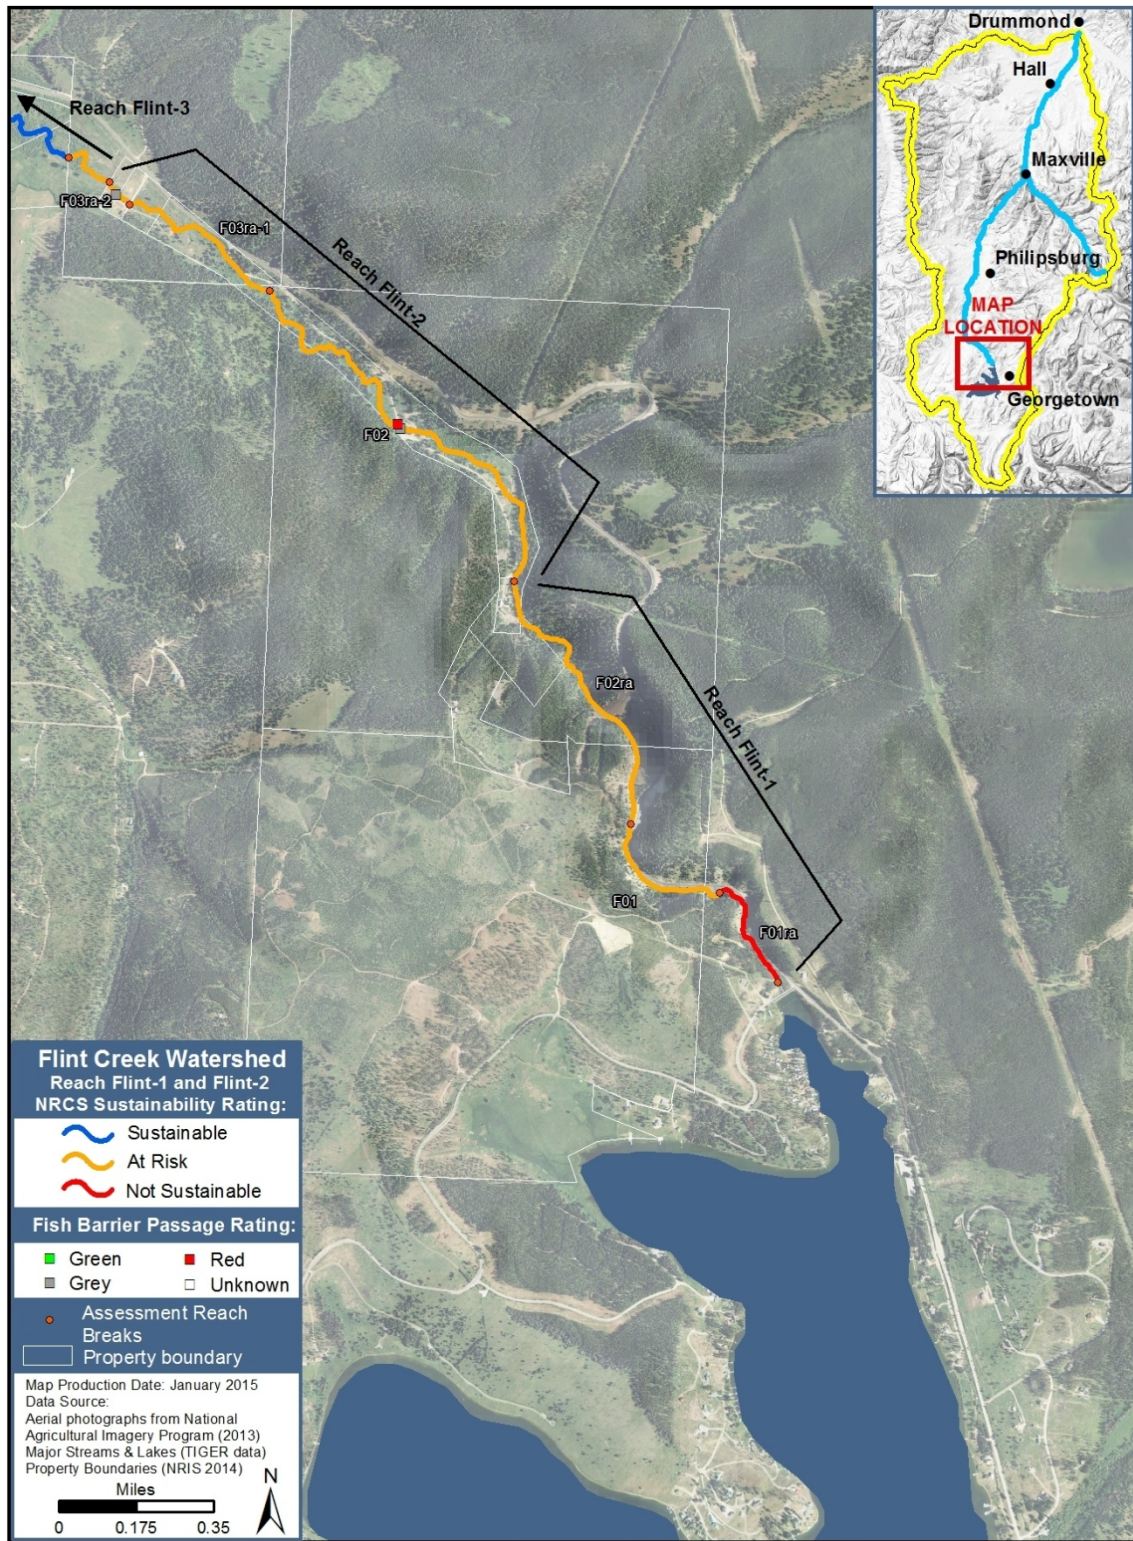 Drummond
Hall
Maxville
Philipsburg
MAP
LOCATION
Georgetown
Reach Flint-3
F03ra-2
F03ra-1
Reach Flint-2
F02
F02ra
Reach Flint-1
F01
F01ra
Flint Creek Watershed
Reach Flint-1 and Flint-2
NRCS Sustainability Rating:
Sustainable
At Risk
Not Sustainable
Fish Barrier Passage Rating:
Green
Red
Grey
Unknown
Assessment Reach
Breaks
Property boundary
Map Production Date: January 2015
Data Source:
Aerial photographs from National
Agricultural Imagery Program (2013)
Major Streams & Lakes (TIGER data)
Property Boundaries (NRIS 2014)
Miles
N
0 0.175 0.35